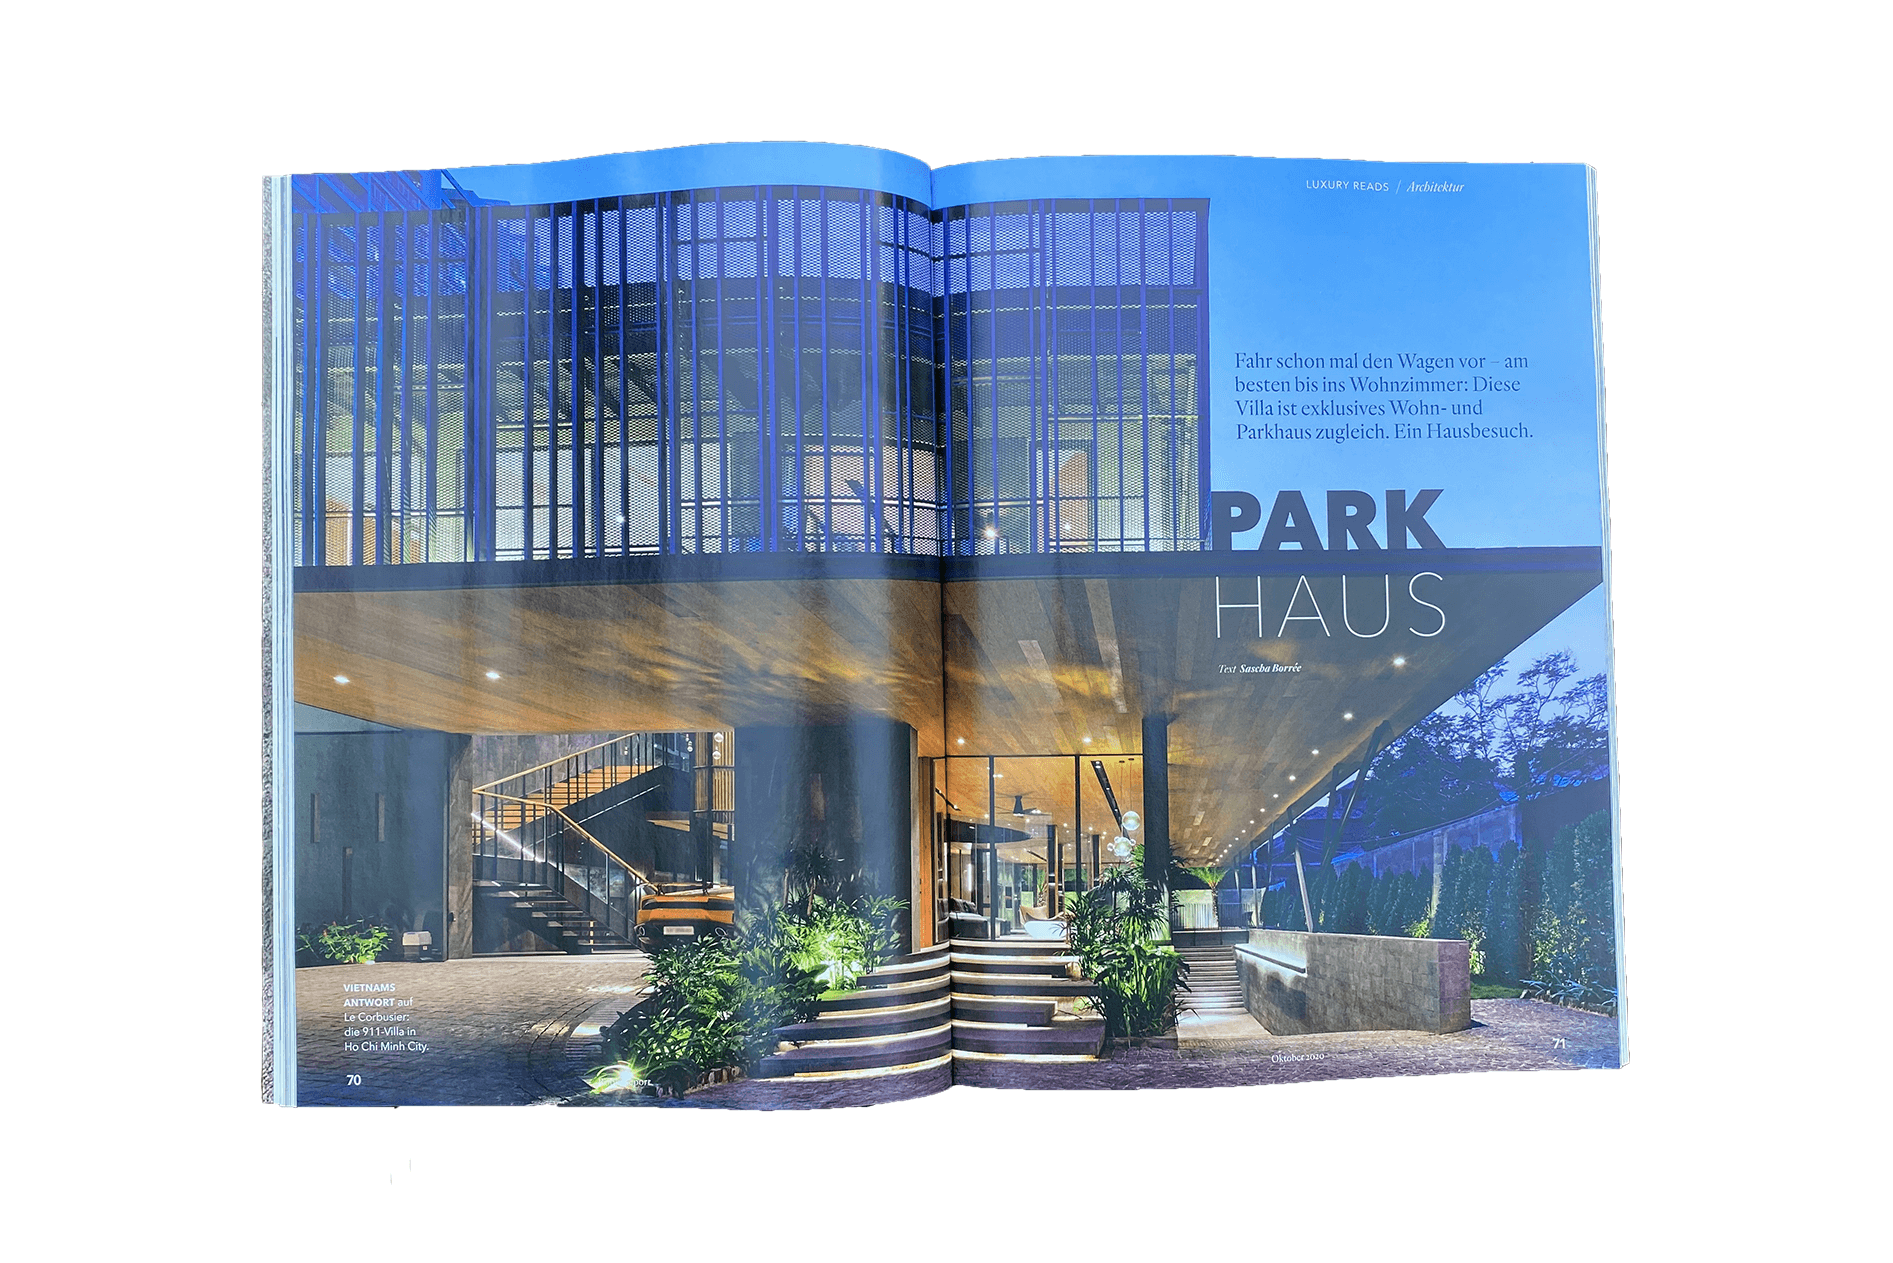 LUXURY READS / Architektur
Fahr schon mal den Wagen vor – am
besten bis ins Wohnzimmer: Diese
Villa ist exklusives Wohn- und
Parkhaus zugleich. Ein Hausbesuch.
PARK
HAUS
Text Sascha Borrée
VIETNAMS
ANTWORT auf
Le Corbusier:
die 911-Villa in
Ho Chi Minh City.
70
Oktober 2020
71